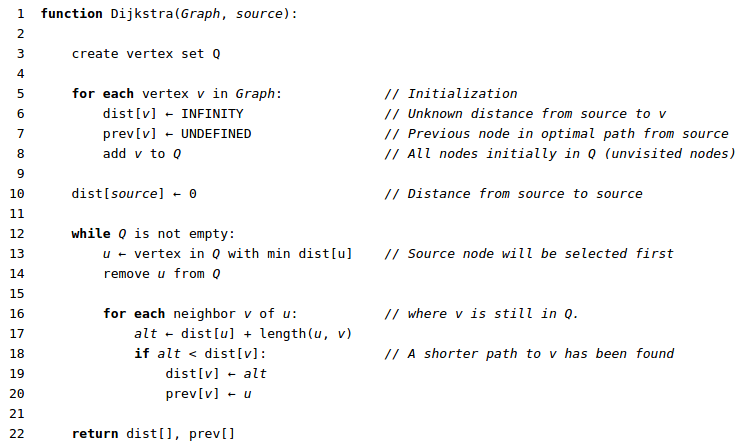 1 function Dijkstra(Graph, source):
2
3 create vertex set Q
4
5 for each vertex v in Graph: // Initialization
6 dist[v] ← INFINITY // Unknown distance from source to v
7 prev[v] ← UNDEFINED // Previous node in optimal path from source
8 add v to Q // All nodes initially in Q (unvisited nodes)
9
10 dist[source] ← 0 // Distance from source to source
11
12 while Q is not empty:
13 u ← vertex in Q with min dist[u] // Source node will be selected first
14 remove u from Q
15
16 for each neighbor v of u: // where v is still in Q.
17 alt ← dist[u] + length(u, v)
18 if alt < dist[v]: // A shorter path to v has been found
19 dist[v] ← alt
20 prev[v] ← u
21
22 return dist[], prev[]